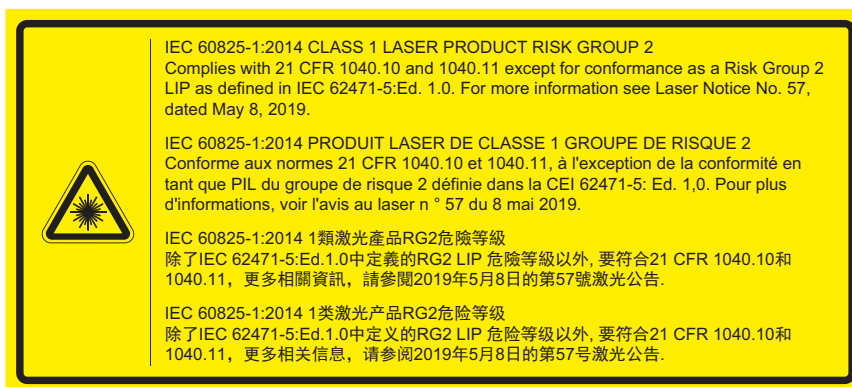 IEC 60825-1:2014 CLASS 1 LASER PRODUCT RISK GROUP 2
Complies with 21 CFR 1040.10 and 1040.11 except for conformance as a Risk Group 2
LIP as defined in IEC 62471-5:Ed. 1.0. For more information see Laser Notice No. 57,
dated May 8, 2019.
IEC 60825-1:2014 PRODUIT LASER DE CLASSE 1 GROUPE DE RISQUE 2
Conforme aux normes 21 CFR 1040.10 et 1040.11, à l'exception de la conformité en
tant que PIL du groupe de risque 2 définie dans la CEI 62471-5: Ed. 1,0. Pour plus
d'informations, voir l'avis au laser n ° 57 du 8 mai 2019.
IEC 60825-1:2014 1類激光產品RG2危險等級
除了IEC 62471-5:Ed.1.0中定義的RG2 LIP 危險等級以外, 要符合21 CFR 1040.10和
1040.11，更多相關資訊，請參閱2019年5月8日的第57號激光公告.
IEC 60825-1:2014 1类激光产品RG2危险等级
除了IEC 62471-5:Ed.1.0中定义的RG2 LIP 危险等级以外, 要符合21 CFR 1040.10和
1040.11，更多相关信息，请参阅2019年5月8日的第57号激光公告.